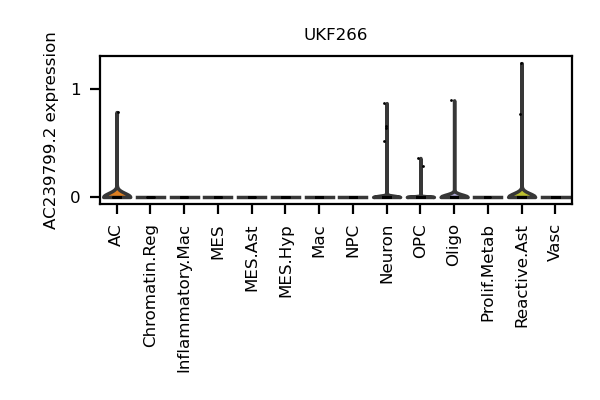 UKF266
AC239799.2 expression
1
0
AC
Chromatin.Reg
Inflammatory.Mac
MES
MES.Ast
MES.Hyp
Mac
NPC
Neuron
OPC
Oligo
Prolif.Metab
Reactive.Ast
Vasc